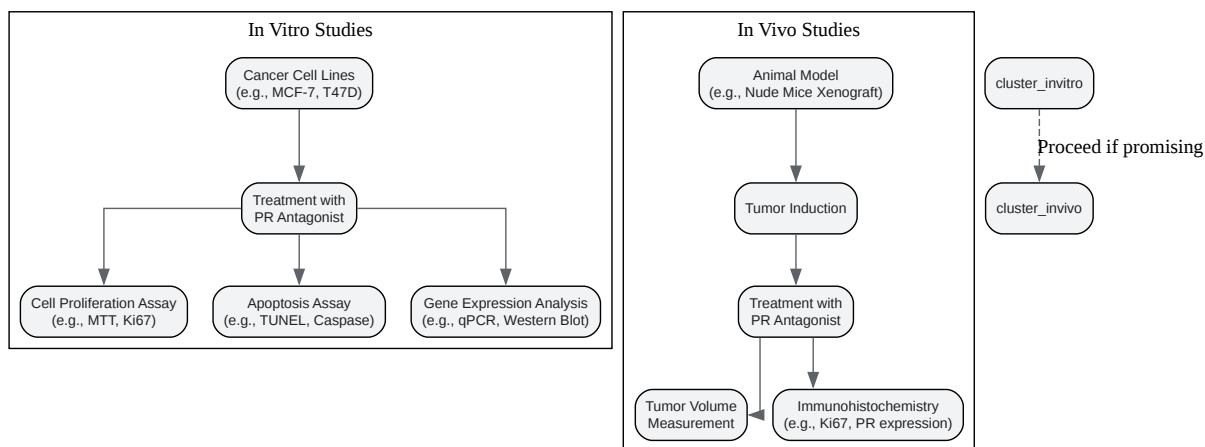 In Vitro Studies
Cancer Cell Lines
(e.g., MCF-7, T47D)
Treatment with
PR Antagonist
Cell Proliferation Assay
(e.g., MTT, Ki67)
Apoptosis Assay
(e.g., TUNEL, Caspase)
Gene Expression Analysis
(e.g., qPCR, Western Blot)
In Vivo Studies
Animal Model
(e.g., Nude Mice Xenograft)
Tumor Induction
Treatment with
PR Antagonist
Tumor Volume
Measurement
Immunohistochemistry
(e.g., Ki67, PR expression)
cluster_invitro
Proceed if promising
cluster_invivo